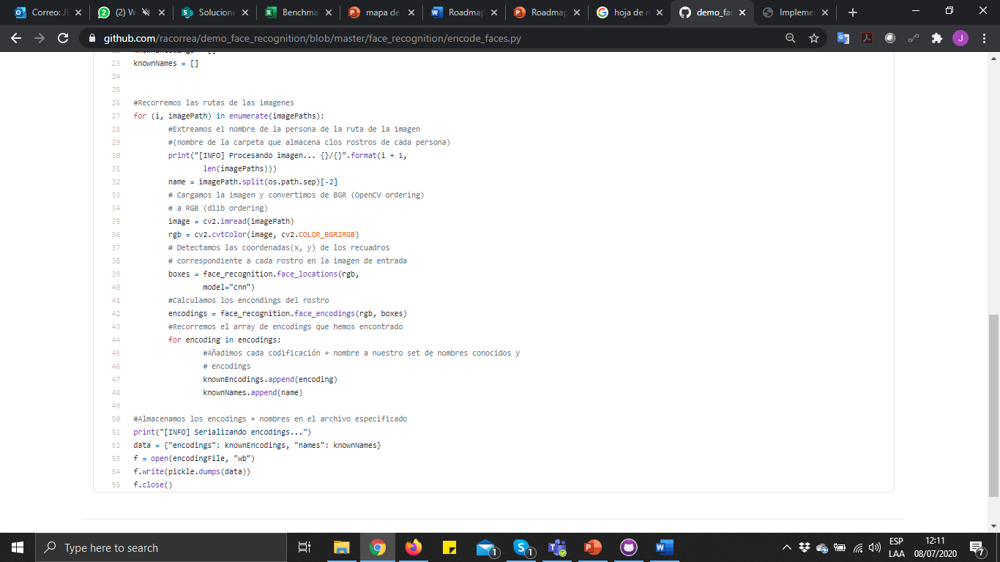 Correo: JI
(2) W
Solucione
Benchma
mapa de
Roadmap
Roadmap
hoja de r
demo_fac
Impleme
github.com/racorrea/demo_face_recognition/blob/master/face_recognition/encode_faces.py
J
23 knownNames = []
24
25
26 #Recorremos las rutas de las imagenes
27 for (i, imagePath) in enumerate(imagePaths):
28 #Extreamos el nombre de la persona de la ruta de la imagen
29 #(nombre de la carpeta que almacena clos rostros de cada persona)
30 print("[INFO] Procesando imagen... {}/{}".format(i + 1,
31 len(imagePaths)))
32 name = imagePath.split(os.path.sep)[-2]
33 # Cargamos la imagen y convertimos de BGR (OpenCV ordering)
34 # a RGB (dlib ordering)
35 image = cv2.imread(imagePath)
36 rgb = cv2.cvtColor(image, cv2.COLOR_BGR2RGB)
37 # Detectamos las coordenadas(x, y) de los recuadros
38 # correspondiente a cada rostro en la imagen de entrada
39 boxes = face_recognition.face_locations(rgb,
40 model="cnn")
41 #Calculamos los encondings del rostro
42 encodings = face_recognition.face_encodings(rgb, boxes)
43 #Recorremos el array de encodings que hemos encontrado
44 for encoding in encodings:
45 #Añadimos cada codificación + nombre a nuestro set de nombres conocidos y
46 # encodings
47 knownEncodings.append(encoding)
48 knownNames.append(name)
49
50 #Almacenamos los encodings + nombres en el archivo especificado
51 print("[INFO] Serializando encodings...")
52 data = {"encodings": knownEncodings, "names": knownNames}
53 f = open(encodingFile, "wb")
54 f.write(pickle.dumps(data))
55 f.close()
Type here to search
1
1
ESP
LAA
12:11
08/07/2020
7